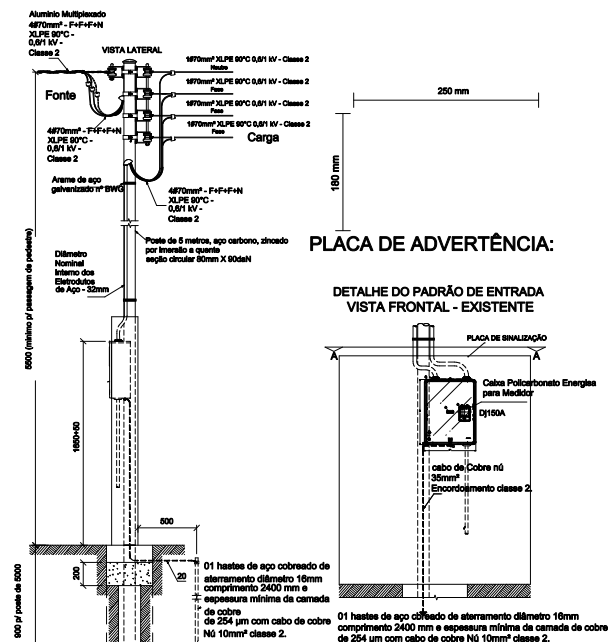 Alumínio Multiplexado
4#70mm² - F+F+F+N
XLPE 90°C -
0,6/1 kV -
Classe 2
VISTA LATERAL
1#70mm² XLPE 90°C 0,6/1 kV - Classe 2
Neutro
1#70mm² XLPE 90°C 0,6/1 kV - Classe 2
Fase
1#70mm² XLPE 90°C 0,6/1 kV - Classe 2
Fase
1#70mm² XLPE 90°C 0,6/1 kV - Classe 2
Fase
Fonte
Carga
4#70mm² - F+F+F+N
XLPE 90°C -
0,6/1 kV -
Classe 2
Arame de aço
galvanizado nº BWG
4#70mm² - F+F+F+N
XLPE 90°C -
0,6/1 kV -
Classe 2
Poste de 5 metros, aço carbono, zincado
por imersão a quente
seção circular 80mm X 90daN
Diâmetro
Nominal
Interno dos
Eletrodutos
de Aço - 32mm
5500 (mínimo p/ passagem de pedestre)
1650+50
500
200
20
900 p/ poste de 5000
01 hastes de aço cobreado de
aterramento diâmetro 16mm
comprimento 2400 mm e
espessura mínima da camada
de cobre
de 254 µm com cabo de cobre
Nú 10mm² classe 2.
250 mm
180 mm
PLACA DE ADVERTÊNCIA:
DETALHE DO PADRÃO DE ENTRADA
VISTA FRONTAL - EXISTENTE
PLACA DE SINALIZAÇÃO
A
A
Caixa Policarbonato Energisa
para Medidor
Dj150A
cabo de Cobre nú
35mm²
Encordoamento classe 2.
01 hastes de aço cobreado de aterramento diâmetro 16mm
comprimento 2400 mm e espessura mínima da camada de cobre
de 254 µm com cabo de cobre Nú 10mm² classe 2.